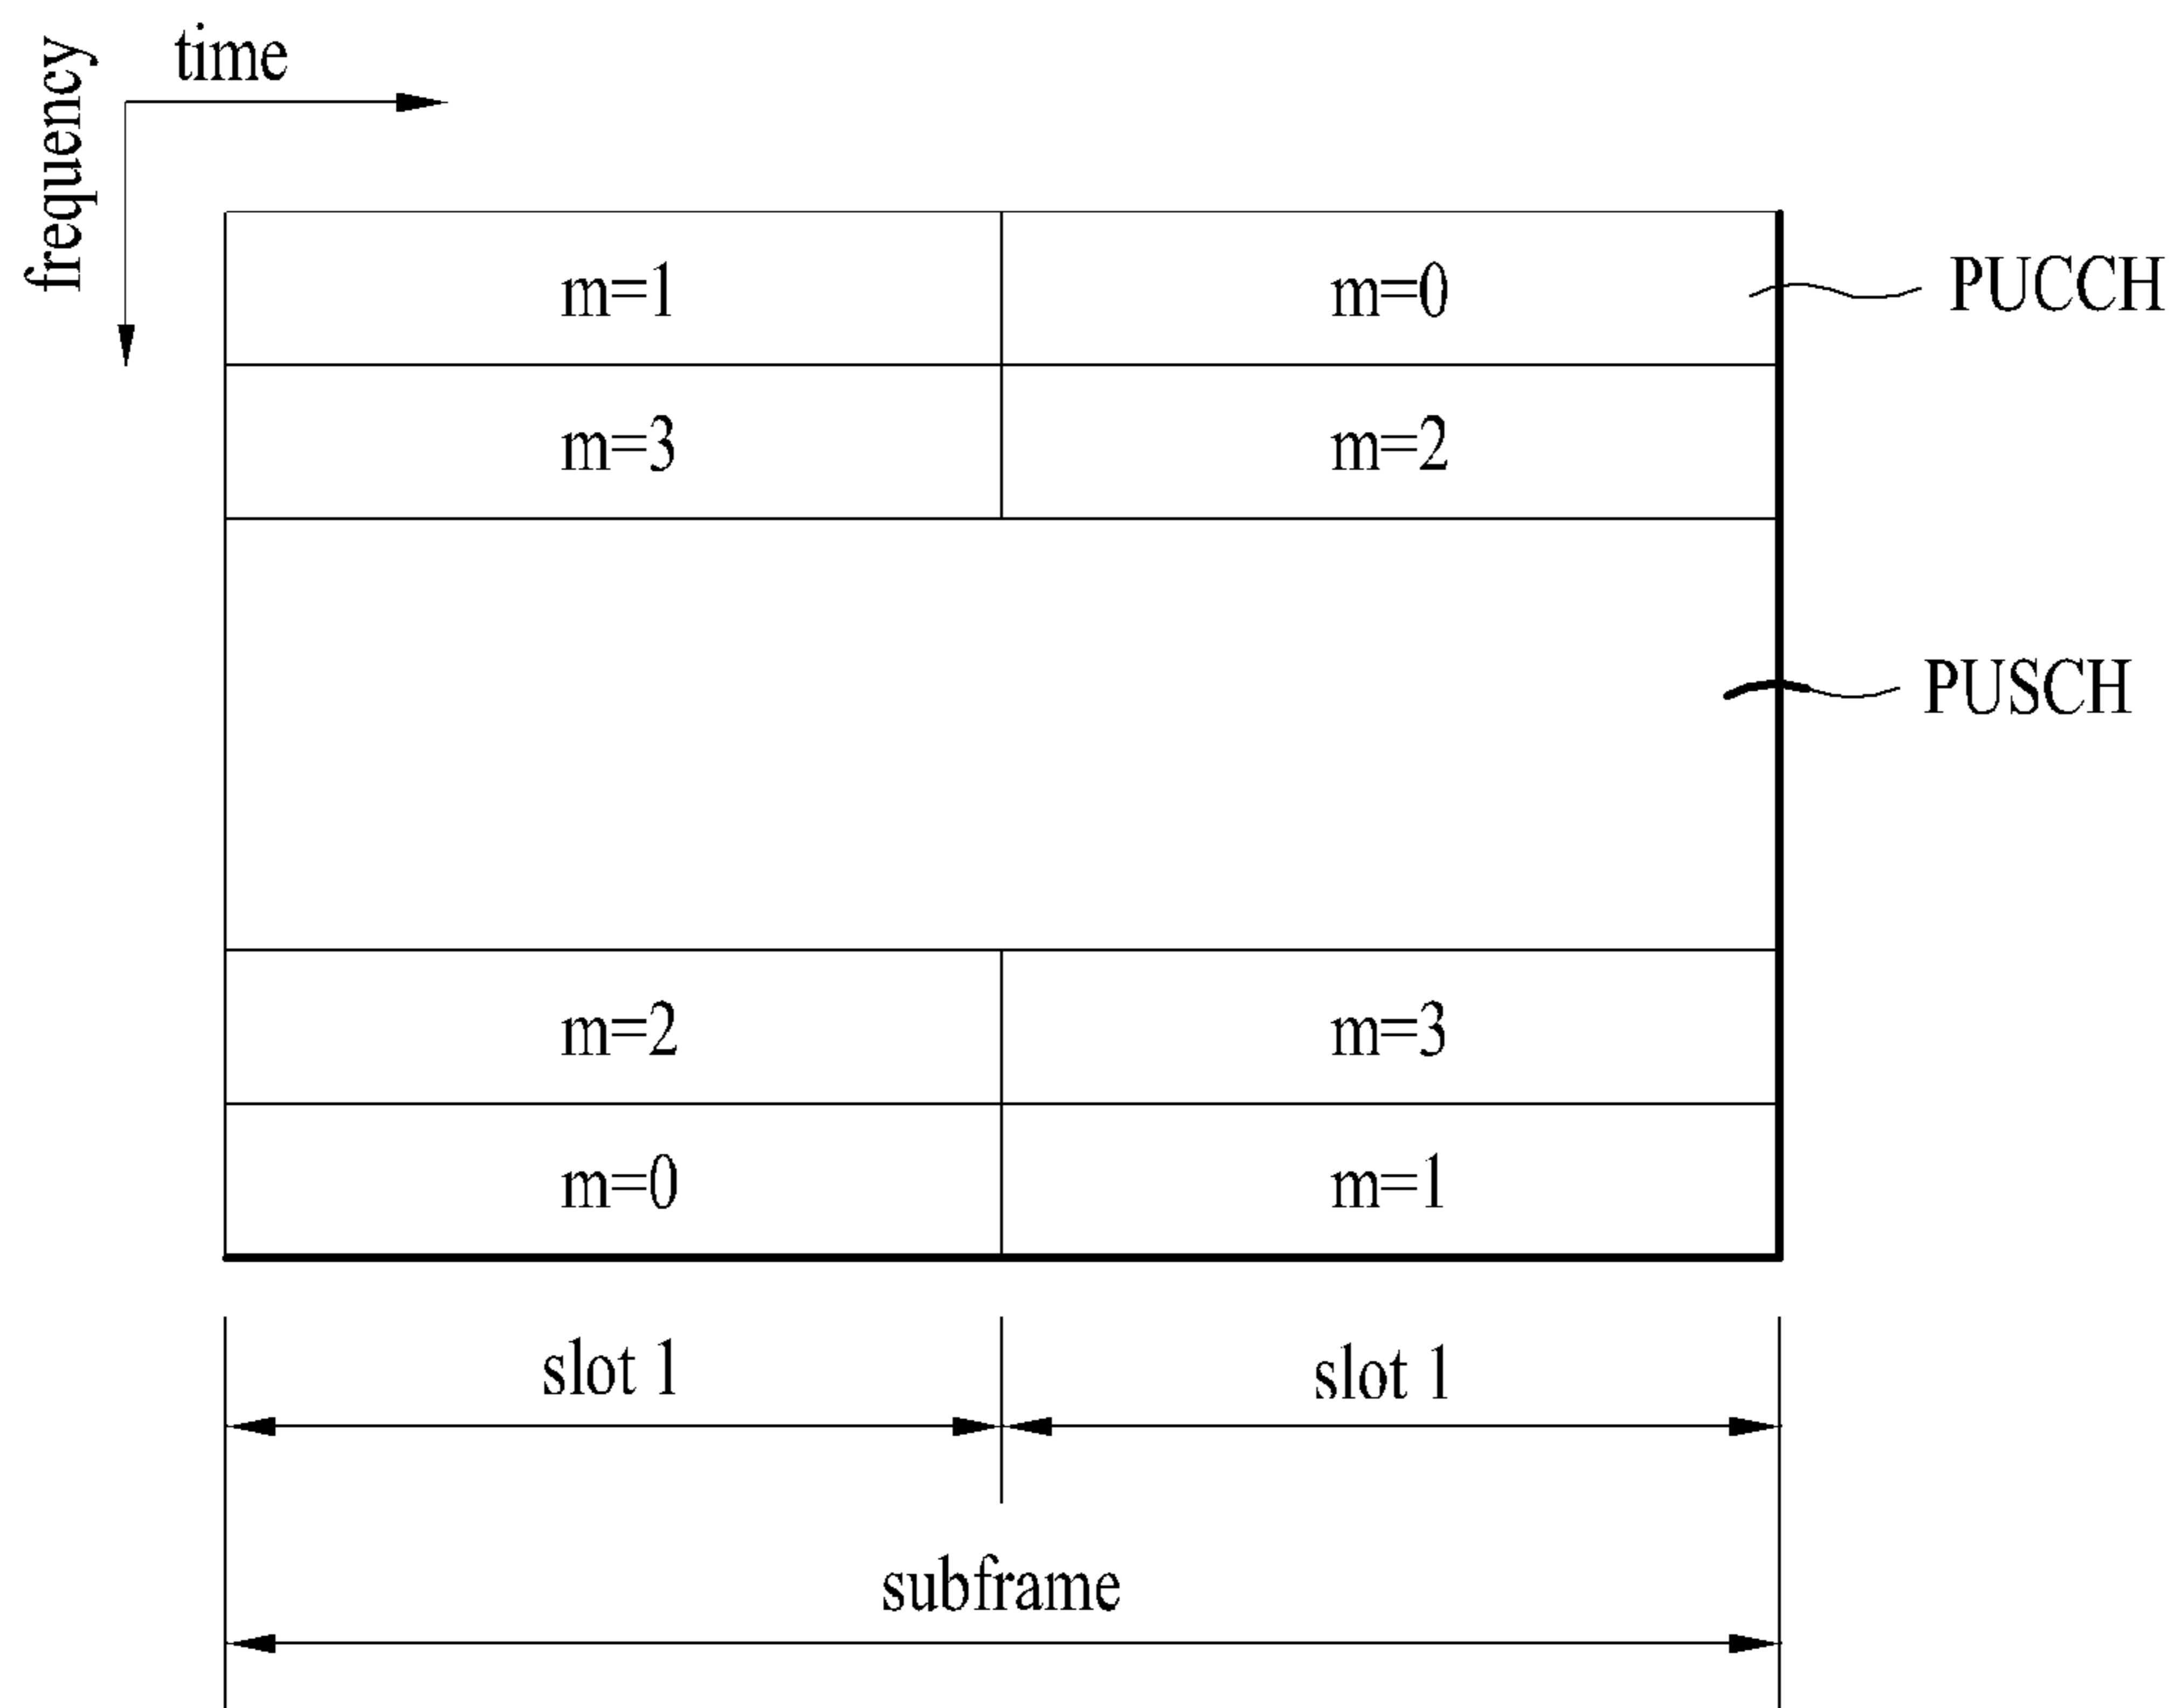 time
frequency
m=1
m=0
PUCCH
m=3
m=2
PUSCH
m=2
m=3
m=0
m=1
slot 1
slot 1
subframe